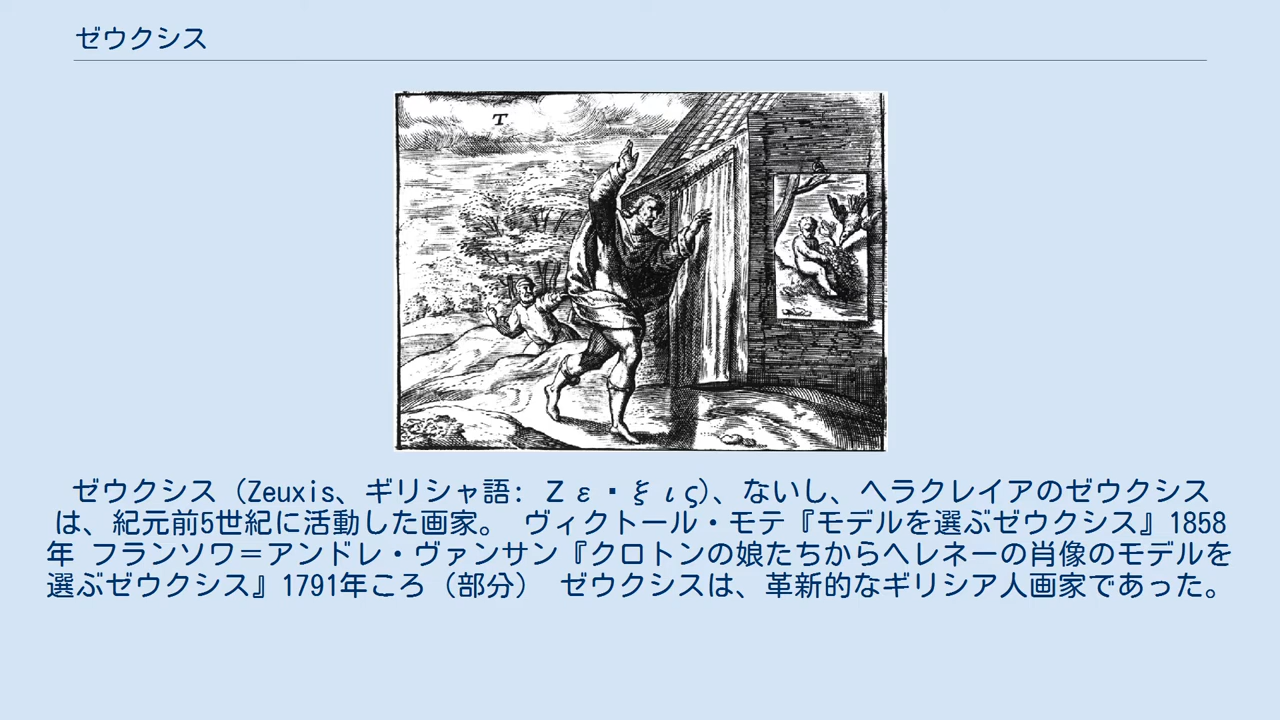 ゼウクシス
T
ゼウクシス（Zeuxis、ギリシャ語: Ζε·ξις）、ないし、ヘラクレイアのゼウクシス
は、紀元前5世紀に活動した画家。 ヴィクトール・モテ『モデルを選ぶゼウクシス』1858
年 フランソワ＝アンドレ・ヴァンサン『クロトンの娘たちからヘレネーの肖像のモデルを
選ぶゼウクシス』1791年ころ（部分） ゼウクシスは、革新的なギリシア人画家であった。